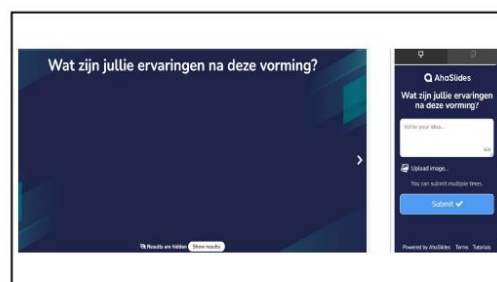 Wat zijn jullie ervaringen na deze vorming?
Results are hidden Show results
AhaSlides
Wat zijn jullie ervaringen
na deze vorming?
Write your idea...
Upload image...
You can submit multiple times
Submit
Powered by AhaSlides Terms Tutorials